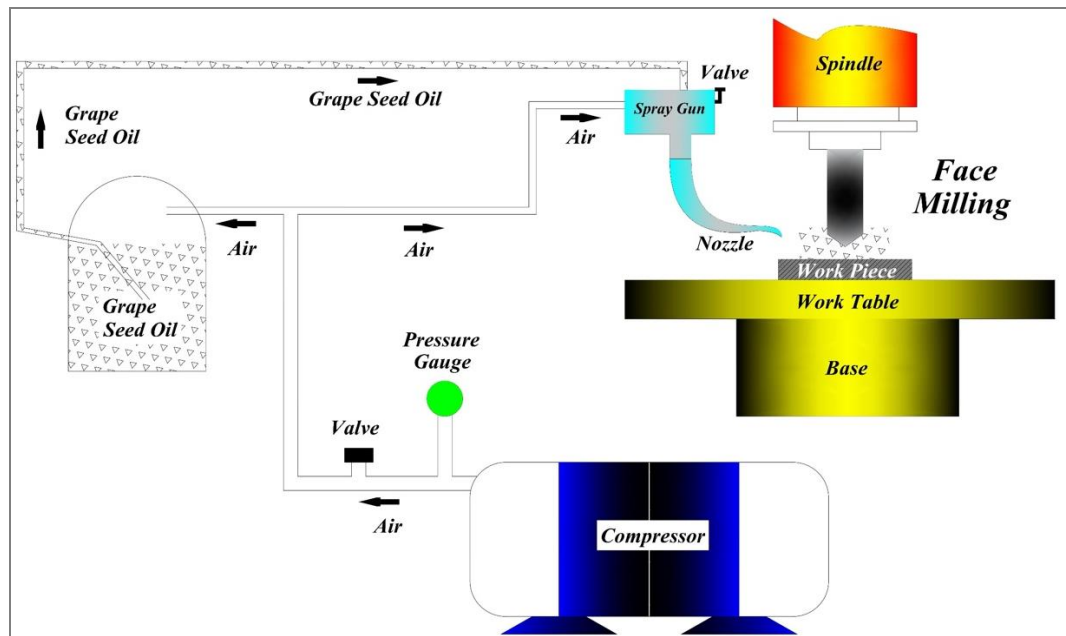 Spindle
Valve
Grape Seed Oil
Spray Gun
Grape
Seed Oil
Air
Face
Milling
Air
Air
Nozzle
Work Piece
Grape
Seed Oil
Work Table
Pressure
Gauge
Base
Valve
Air
Compressor